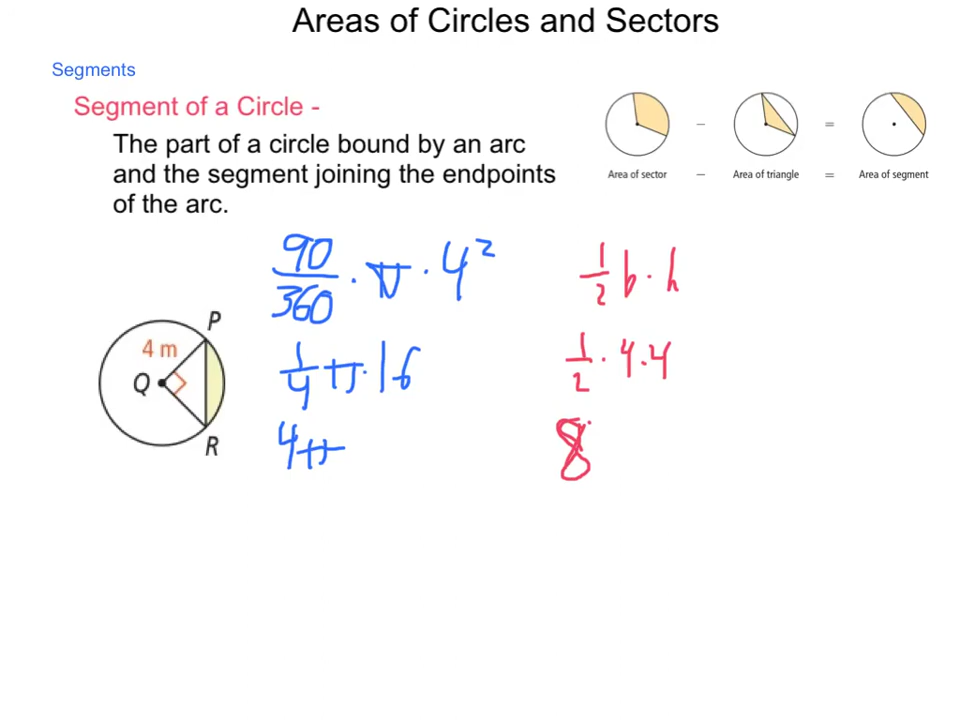 Areas of Circles and Sectors
Segments
Segment of a Circle -
The part of a circle bound by an arc
and the segment joining the endpoints
of the arc.
Area of sector − Area of triangle = Area of segment
90/360 · π · 4²
1/2 b · h
P
4 m
Q
R
1/4 π · 16
1/2 · 4 · 4
4π
8